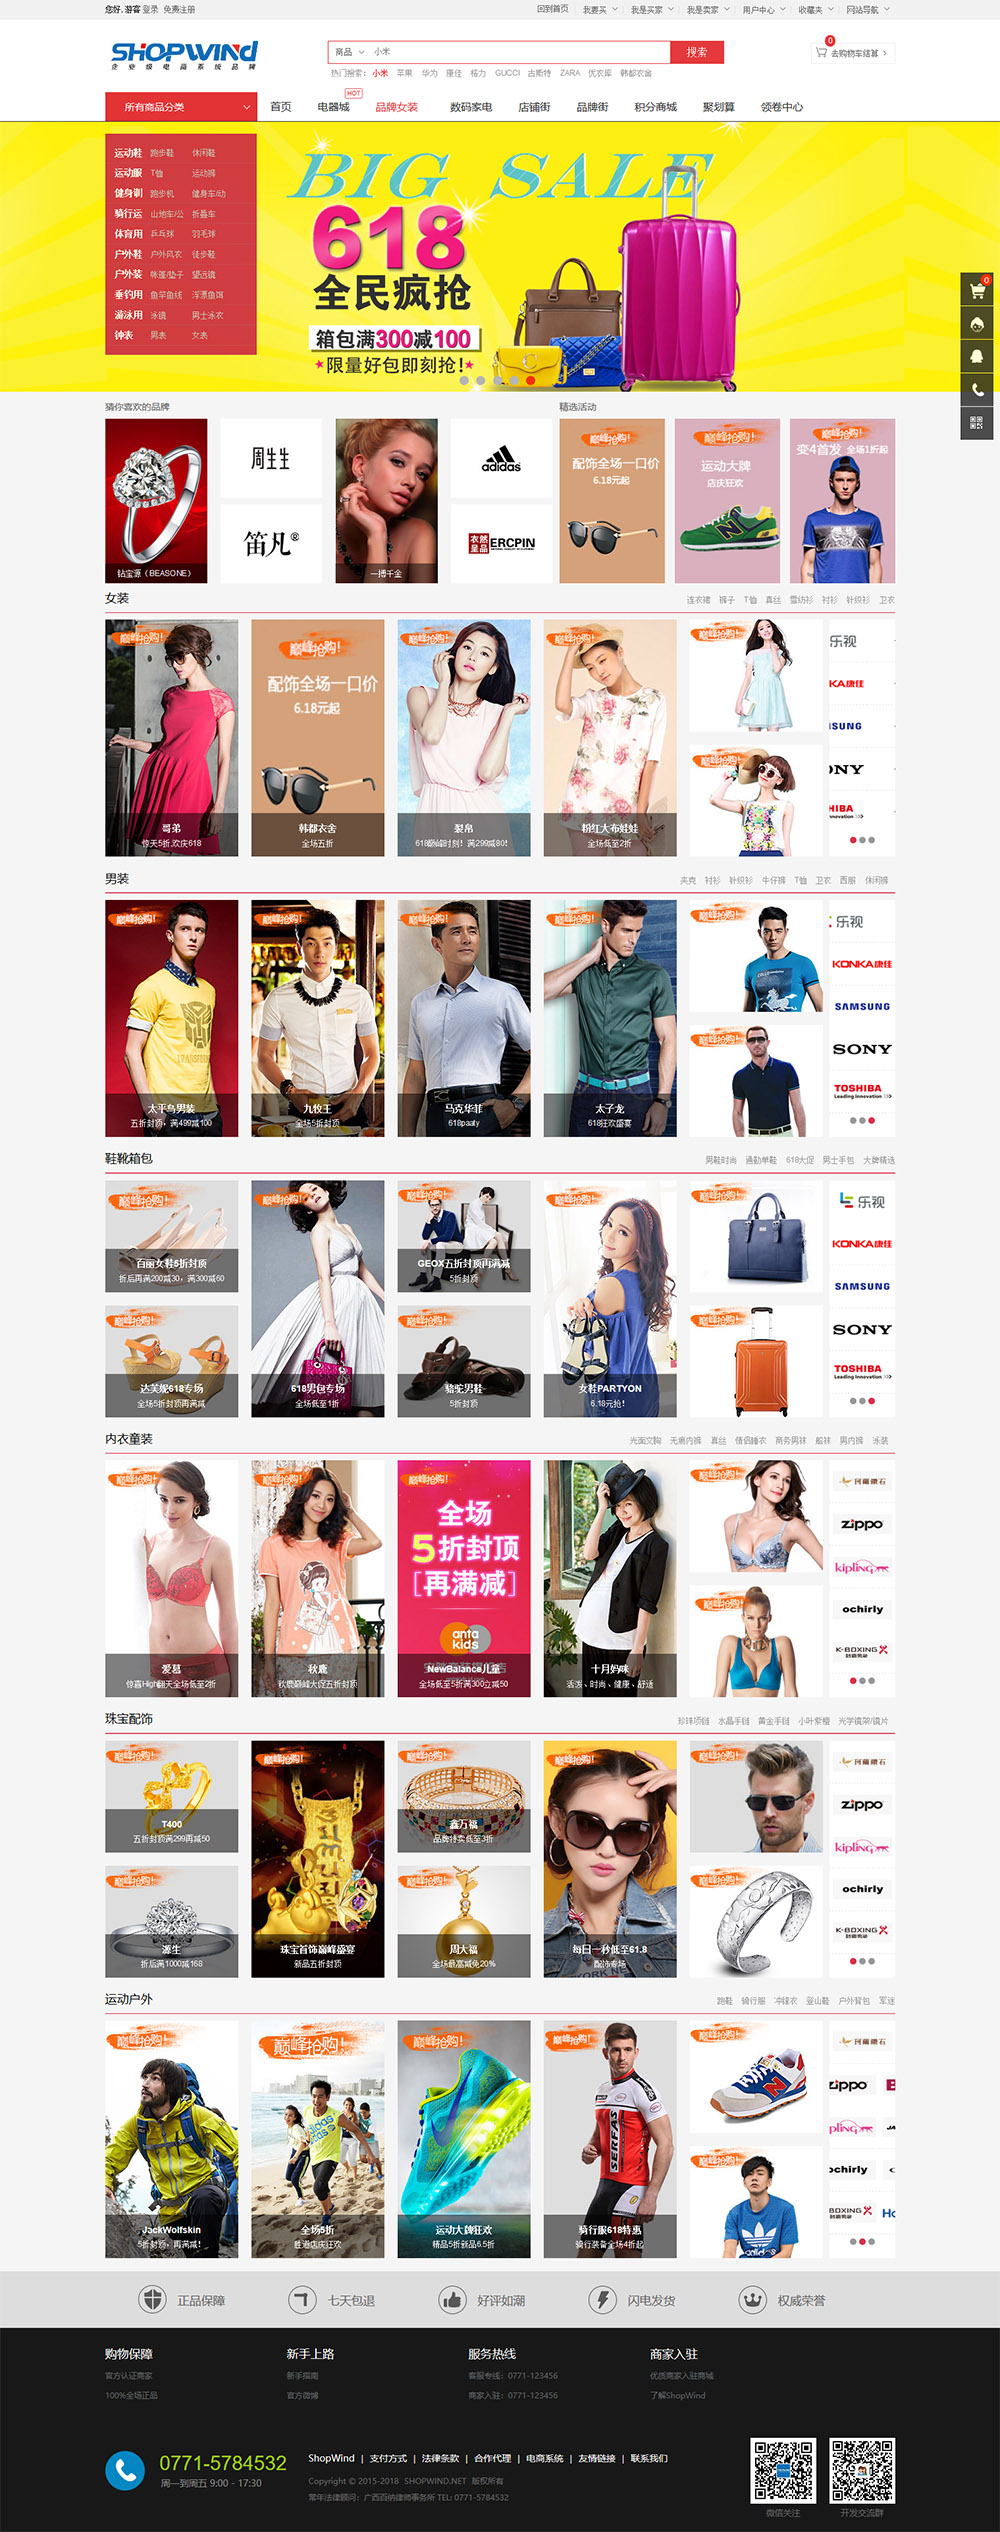 您好, 游客 登录 免费注册
回到首页 我要买 我是买家 我是卖家 用户中心 收藏夹 网站导航
SHOPWIND
企业级电商系统品牌
商品 小米 搜索
0 去购物车结算 >
热门搜索: 小米 苹果 华为 康佳 格力 GUCCI 古斯特 ZARA 优衣库 韩都衣舍
HOT
所有商品分类 首页 电器城 品牌女装 数码家电 店铺街 品牌街 积分商城 聚划算 领卷中心
运动鞋 跑步鞋 休闲鞋
运动服 T恤 运动裤
健身训 跑步机 健身车/动
骑行运 山地车/公 折叠车
体育用 乒乓球 羽毛球
户外鞋 户外风衣 徒步鞋
户外装 帐篷/垫子 望远镜
垂钓用 鱼竿鱼线 浮漂鱼饵
游泳用 泳镜 男士泳衣
钟表 男表 女表
BIG SALE
618
全民疯抢
箱包满300减100
★限量好包即刻抢!★
0
猜你喜欢的品牌 精选活动
钻宝源（BEASONE）
周生生
笛凡®
一搏千金
adidas
衣然呈品 ERCPIN
巅峰抢购!
配饰全场一口价
6.18元起
巅峰抢购!
运动大牌
店庆狂欢
巅峰抢购!
变4首发 全场1折起
女装 连衣裙 裤子 T恤 真丝 雪纺衫 衬衫 针织衫 卫衣
巅峰抢购!
哥弟
惊天5折,欢庆618
巅峰抢购!
配饰全场一口价
6.18元起
韩都衣舍
全场五折
巅峰抢购!
裂帛
618巅峰时刻！满299减80!
巅峰抢购!
粉红大布娃娃
全场低至2折
巅峰抢购!
巅峰抢购!
乐视
KA康佳
SUNG
ONY
HIBA
Innovation >>>
男装 夹克 衬衫 针织衫 牛仔裤 T恤 卫衣 西服 休闲裤
巅峰抢购!
太平鸟男装
五折封顶，满499减100
巅峰抢购!
九牧王
全场5折封顶
巅峰抢购!
马克华菲
618paaty
巅峰抢购!
太子龙
618狂欢盛宴
巅峰抢购!
巅峰抢购!
乐视
KONKA康佳
SAMSUNG
SONY
TOSHIBA
Leading Innovation >>>
鞋靴箱包 男鞋时尚 通勤单鞋 618大促 男士手包 大牌精选
巅峰抢购!
百丽女鞋5折封顶
折后再满200减30，满300减60
巅峰抢购!
达芙妮618专场
全场5折封顶再满减
巅峰抢购!
618男包专场
全场低至1折
巅峰抢购!
GEOX五折封顶再满减
5折封顶
骆驼男鞋
5折封顶
巅峰抢购!
女鞋PARTYON
6.18元抢！
巅峰抢购!
巅峰抢购!
乐视
KONKA康佳
SAMSUNG
SONY
TOSHIBA
Leading Innovation >>>
内衣童装 光面文胸 无痕内裤 真丝 情侣睡衣 商务男袜 船袜 男内裤 泳装
巅峰抢购!
爱慕
惊喜High翻天全场低至2折
巅峰抢购!
秋鹿
秋鹿巅峰大促五折封顶
巅峰抢购!
全场
5折封顶
[再满减]
anta kids
NewBalance儿童
全场低至5折满300立减50
十月妈咪
活泼、时尚、健康、舒适
巅峰抢购!
巅峰抢购!
zippo
kipling
ochirly
K-BOXING
珠宝配饰 珍珠项链 水晶手链 黄金手链 小叶紫檀 光学镜架/镜片
巅峰抢购!
T400
五折封顶满299再减50
巅峰抢购!
源生
折后满1000减168
巅峰抢购!
珠宝首饰巅峰盛宴
新品五折封顶
巅峰抢购!
鑫万福
品牌特卖低至3折
巅峰抢购!
周大福
全场最高减免20%
巅峰抢购!
每日一秒低至61.8
配饰专场
巅峰抢购!
巅峰抢购!
zippo
kipling
ochirly
K-BOXING
运动户外 跑鞋 骑行服 冲锋衣 登山鞋 户外背包 军迷
巅峰抢购!
JackWolfskin
5折封顶，再满减！
巅峰抢购!
adidas
全场5折
胜道店庆狂欢
巅峰抢购!
运动大牌狂欢
精品5折新品6.5折
巅峰抢购!
SERFAS
骑行服618特惠
骑行装备全场4折起
巅峰抢购!
巅峰抢购!
adidas
zippo
pling
ochirly
BOXING
正品保障 七天包退 好评如潮 闪电发货 权威荣誉
购物保障 新手上路 服务热线 商家入驻
官方认证商家 新手指南 客服专线：0771-123456 优质商家入驻商城
100%全场正品 官方微博 商家入驻：0771-123456 了解ShopWind
0771-5784532
周一到周五 9:00 - 17:30
ShopWind | 支付方式 | 法律条款 | 合作代理 | 电商系统 | 友情链接 | 联系我们
Copyright © 2015-2018 SHOPWIND.NET 版权所有
常年法律顾问：广西百纳律师事务所 TEL: 0771-5784532
微信关注 开发交流群